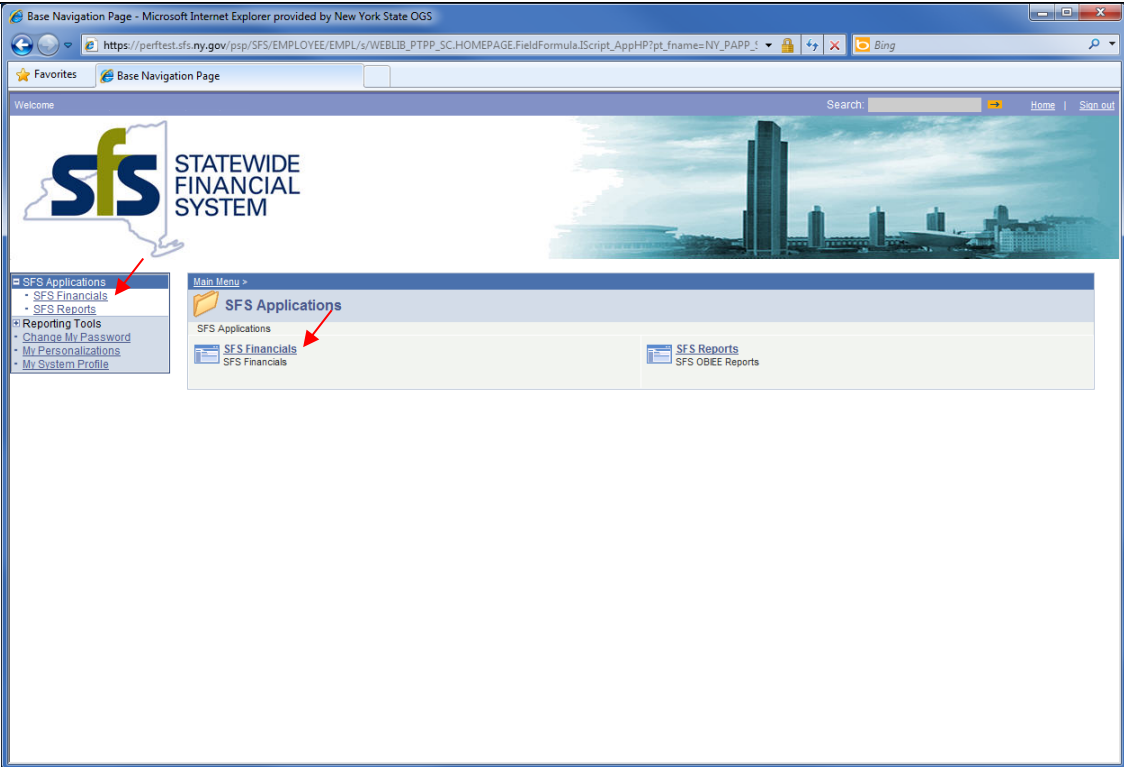 Base Navigation Page - Microsoft Internet Explorer provided by New York State OGS
https://perftest.sfs.ny.gov/psp/SFS/EMPLOYEE/EMPL/s/WEBLIB_PTPP_SC.HOMEPAGE.FieldFormula.IScript_AppHP?pt_fname=NY_PAPP_S
Bing
Favorites
Base Navigation Page
Welcome
Search:
Home | Sign out
sfs
STATEWIDE
FINANCIAL
SYSTEM
SFS Applications
SFS Financials
SFS Reports
Reporting Tools
Change My Password
My Personalizations
My System Profile
Main Menu >
SFS Applications
SFS Applications
SFS Financials
SFS Financials
SFS Reports
SFS OBIEE Reports